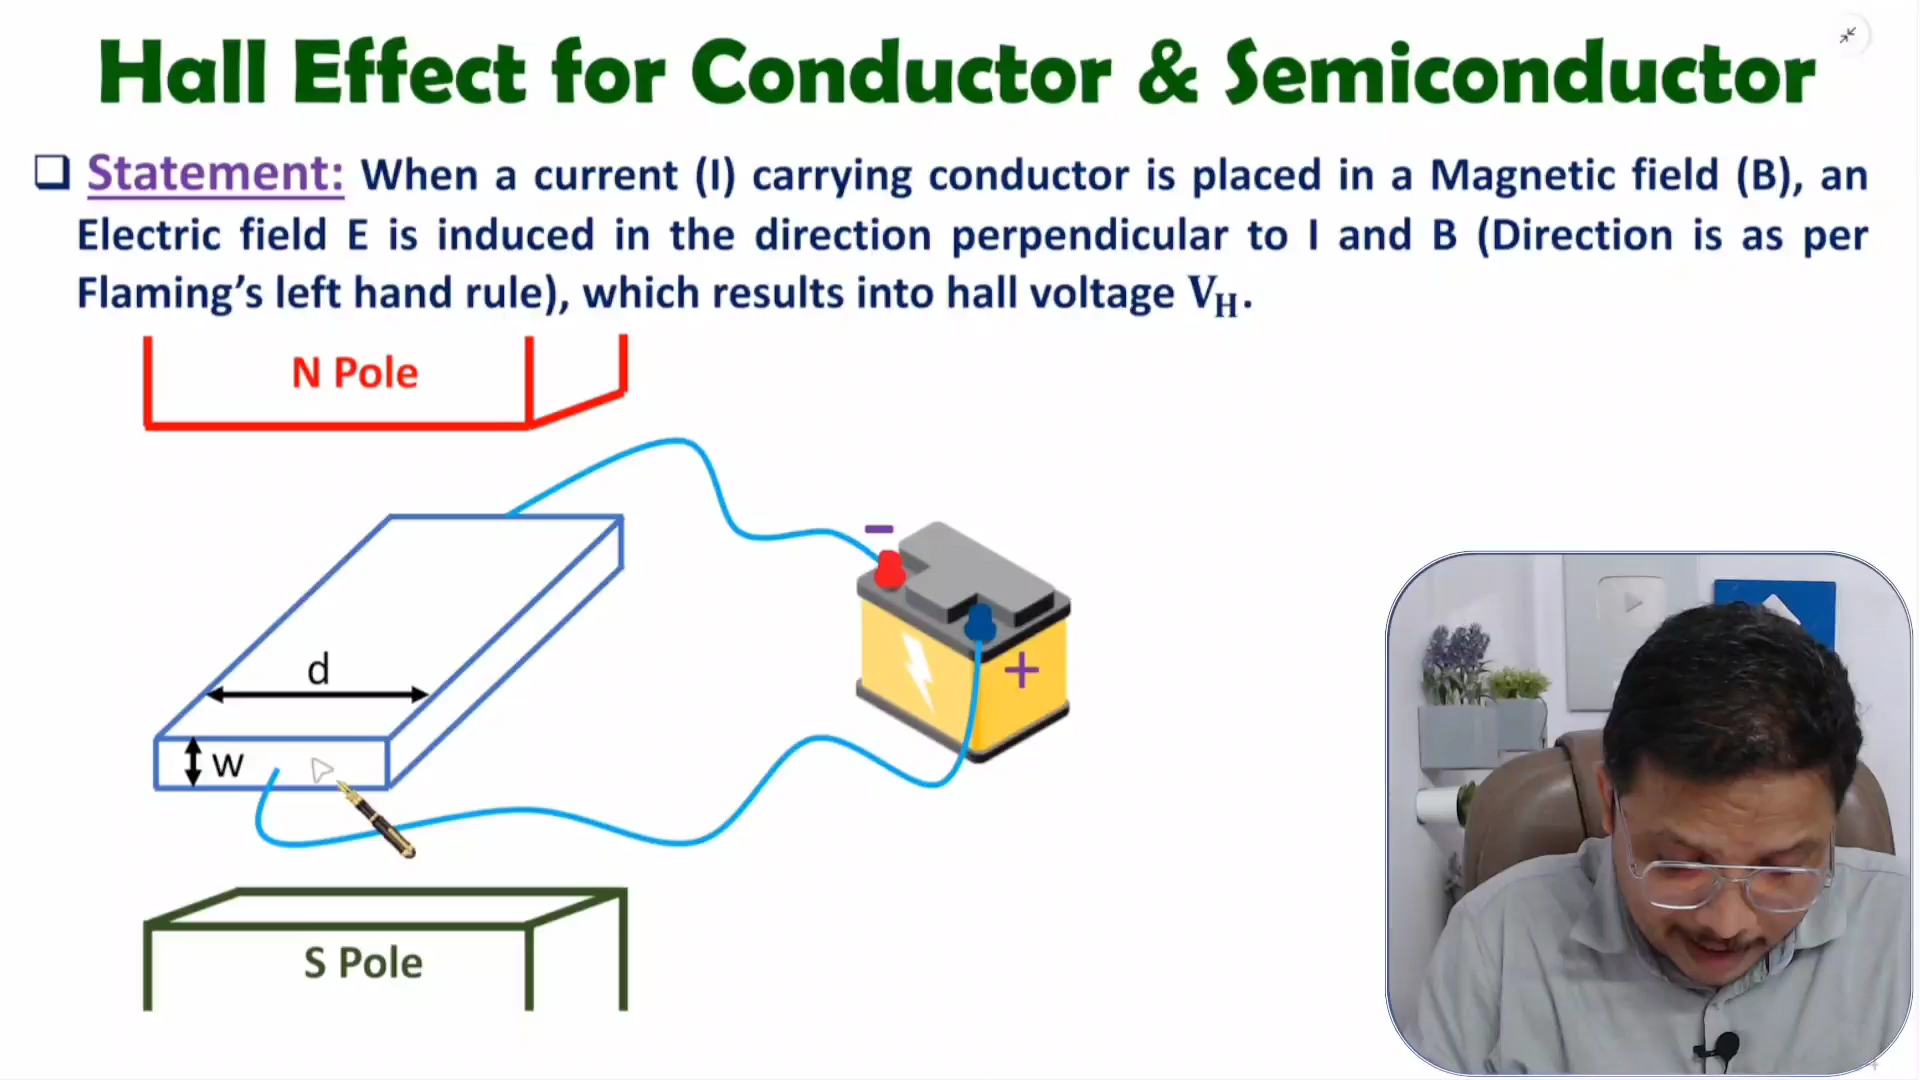 Hall Effect for Conductor & Semiconductor
❑ Statement: When a current (I) carrying conductor is placed in a Magnetic field (B), an
Electric field E is induced in the direction perpendicular to I and B (Direction is as per
Flaming’s left hand rule), which results into hall voltage V_H.
N Pole
−
+
d
w
S Pole